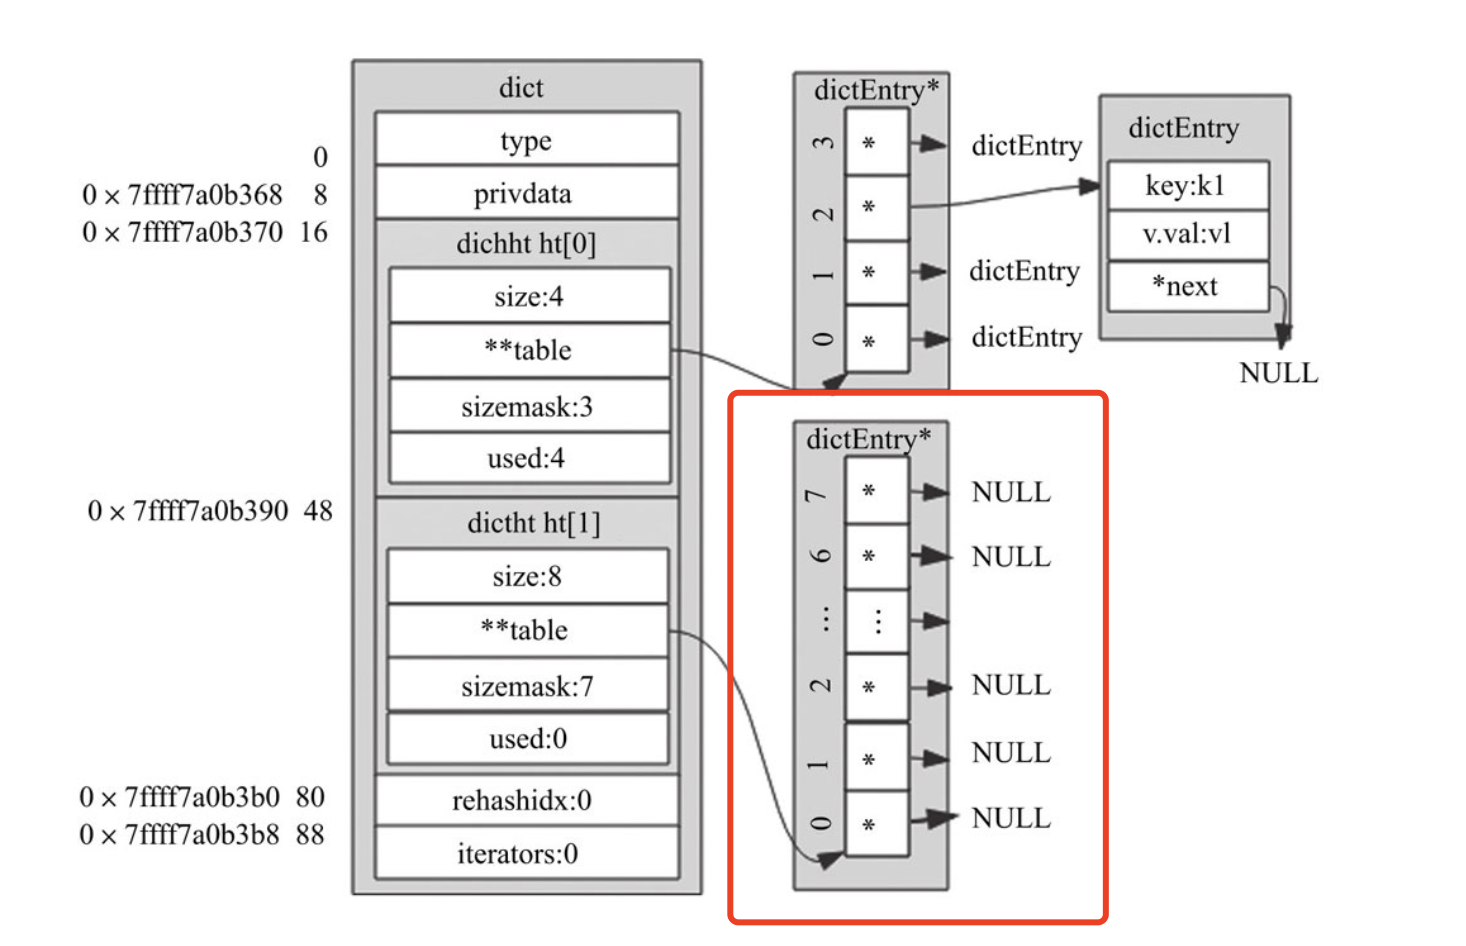 dict
type
privdata
dichht ht[0]
size:4
**table
sizemask:3
used:4
dictht ht[1]
size:8
**table
sizemask:7
used:0
rehashidx:0
iterators:0
0
0 × 7ffff7a0b368 8
0 × 7ffff7a0b370 16
0 × 7ffff7a0b390 48
0 × 7ffff7a0b3b0 80
0 × 7ffff7a0b3b8 88
dictEntry*
3 * dictEntry
2 *
1 * dictEntry
0 * dictEntry
dictEntry
key:k1
v.val:vl
*next
NULL
dictEntry*
7 * NULL
6 * NULL
... ...
2 * NULL
1 * NULL
0 * NULL